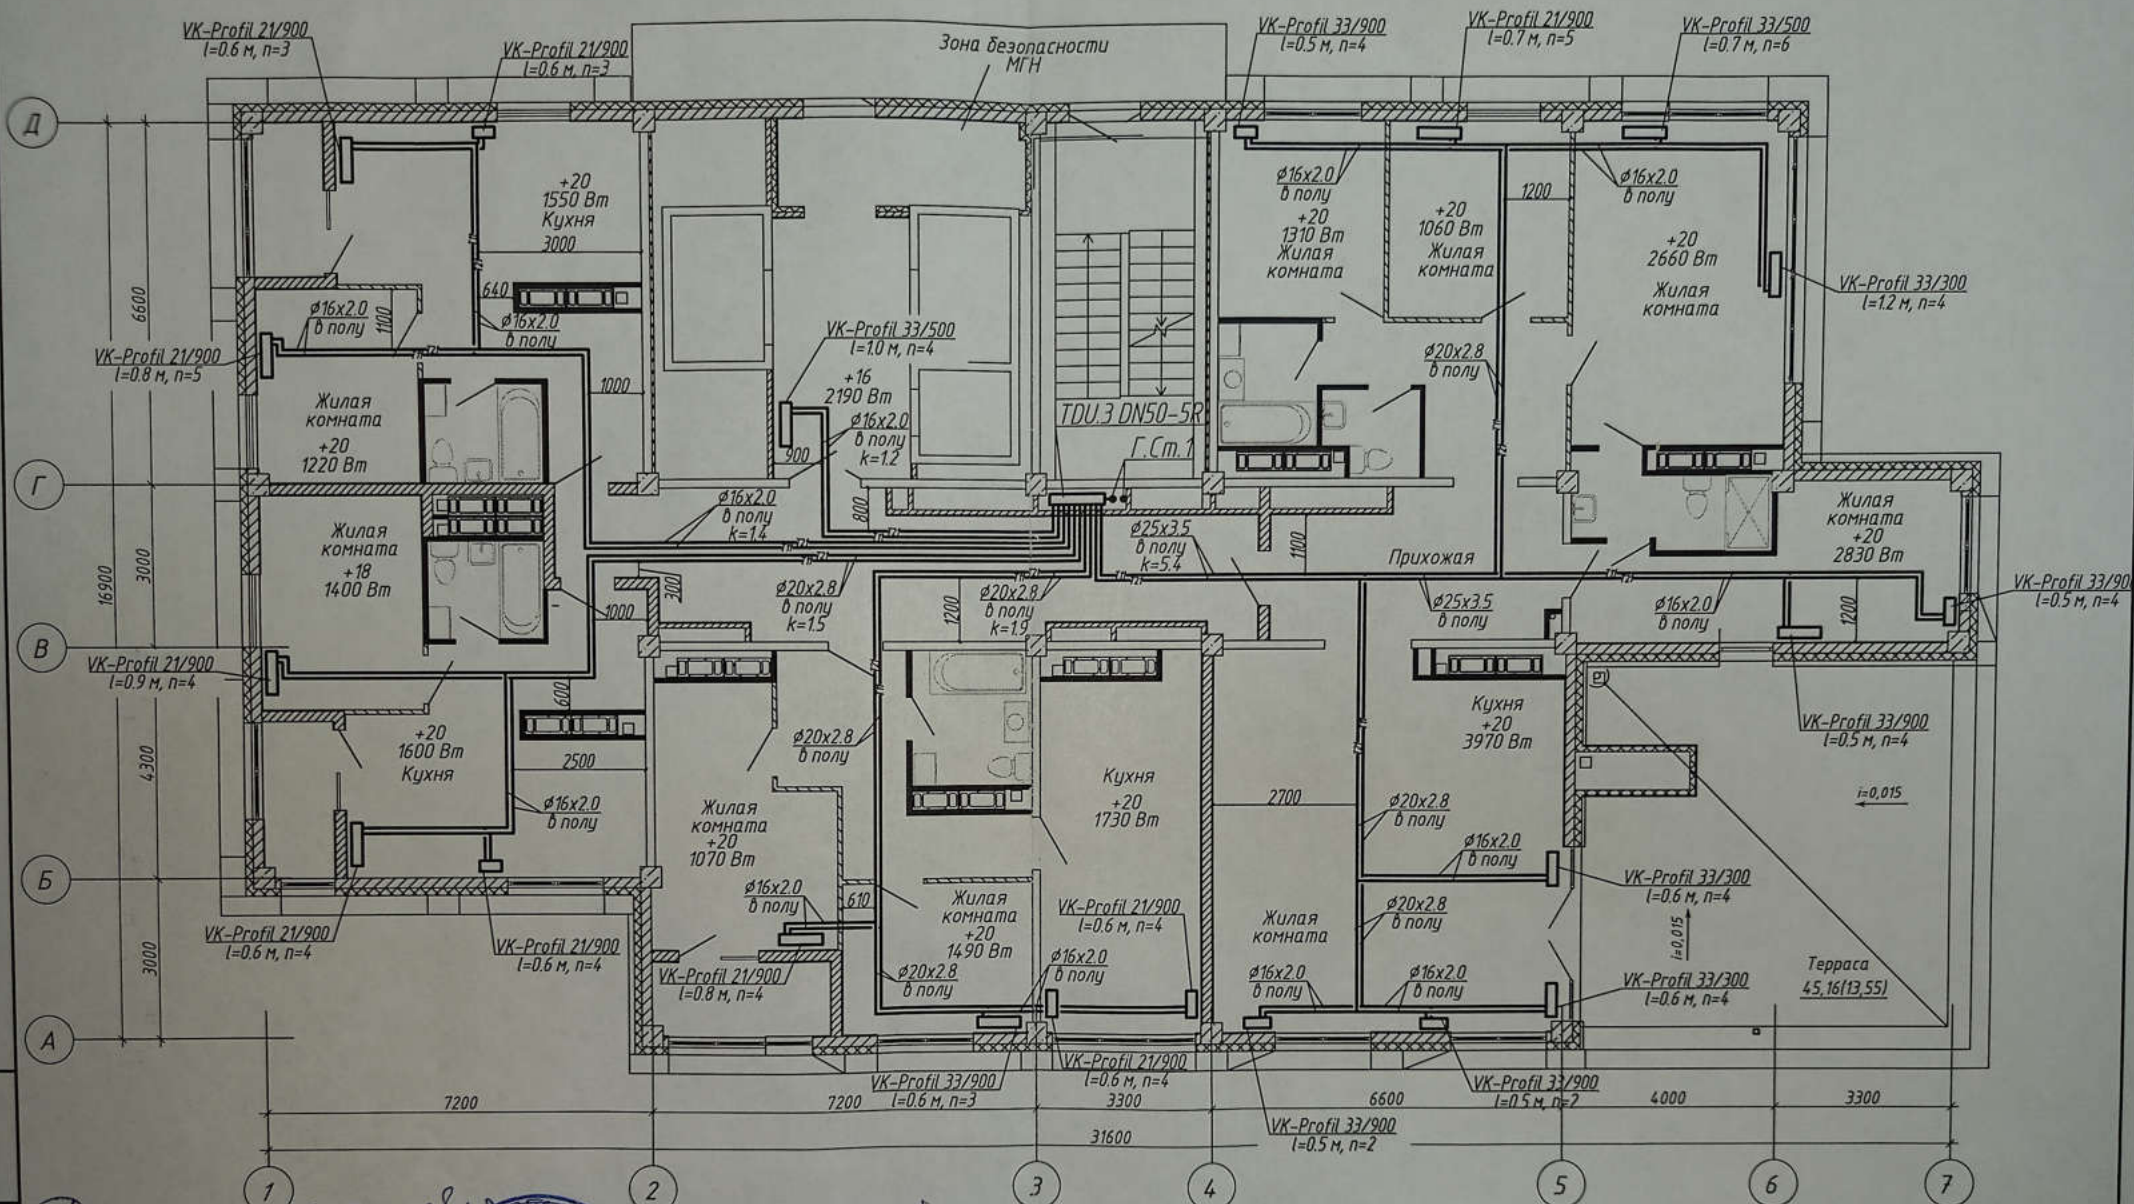 VK-Profil 21/900
l=0.6 м, n=3
VK-Profil 21/900
l=0.6 м, n=3
Зона безопасности
МГН
VK-Profil 33/900
l=0.5 м, n=4
VK-Profil 21/900
l=0.7 м, n=5
VK-Profil 33/500
l=0.7 м, n=6
Д
+20
1550 Вт
Кухня
3000
640
ø16x2.0
в полу
1100
ø16x2.0
в полу
6600
16900
VK-Profil 21/900
l=0.8 м, n=5
Жилая
комната
+20
1220 Вт
1000
VK-Profil 33/500
l=1.0 м, n=4
+16
2190 Вт
ø16x2.0
в полу
k=1.2
900
800
TDU.3 DN50-5R
Г.Ст.1
ø16x2.0
в полу
+20
1310 Вт
Жилая
комната
+20
1060 Вт
Жилая
комната
1200
ø16x2.0
в полу
+20
2660 Вт
Жилая
комната
VK-Profil 33/300
l=1.2 м, n=4
ø20x2.8
в полу
Г
Жилая
комната
+18
1400 Вт
3000
ø16x2.0
в полу
k=1.4
ø20x2.8
в полу
k=1.5
300
1000
1200
ø20x2.8
в полу
k=1.9
ø25x3.5
в полу
k=5.4
1100
Прихожая
ø25x3.5
в полу
Жилая
комната
+20
2830 Вт
ø16x2.0
в полу
1200
VK-Profil 33/90
l=0.5 м, n=4
В
VK-Profil 21/900
l=0.9 м, n=4
600
+20
1600 Вт
Кухня
2500
4300
ø16x2.0
в полу
ø20x2.8
в полу
Жилая
комната
+20
1070 Вт
ø16x2.0
в полу
610
Кухня
+20
1730 Вт
2700
Кухня
+20
3970 Вт
VK-Profil 33/900
l=0.5 м, n=4
i=0,015
ø20x2.8
в полу
ø16x2.0
в полу
Б
3000
VK-Profil 21/900
l=0.6 м, n=4
VK-Profil 21/900
l=0.6 м, n=4
VK-Profil 21/900
l=0.8 м, n=4
Жилая
комната
+20
1490 Вт
ø20x2.8
в полу
VK-Profil 21/900
l=0.6 м, n=4
ø16x2.0
в полу
Жилая
комната
ø16x2.0
в полу
ø20x2.8
в полу
ø16x2.0
в полу
VK-Profil 33/300
l=0.6 м, n=4
i=0,015
VK-Profil 33/300
l=0.6 м, n=4
Терраса
45,16(13,55)
А
VK-Profil 33/900
l=0.6 м, n=3
VK-Profil 21/900
l=0.6 м, n=4
VK-Profil 33/900
l=0.5 м, n=2
VK-Profil 33/900
l=0.5 м, n=2
7200
7200
3300
6600
4000
3300
31600
1
2
3
4
5
6
7